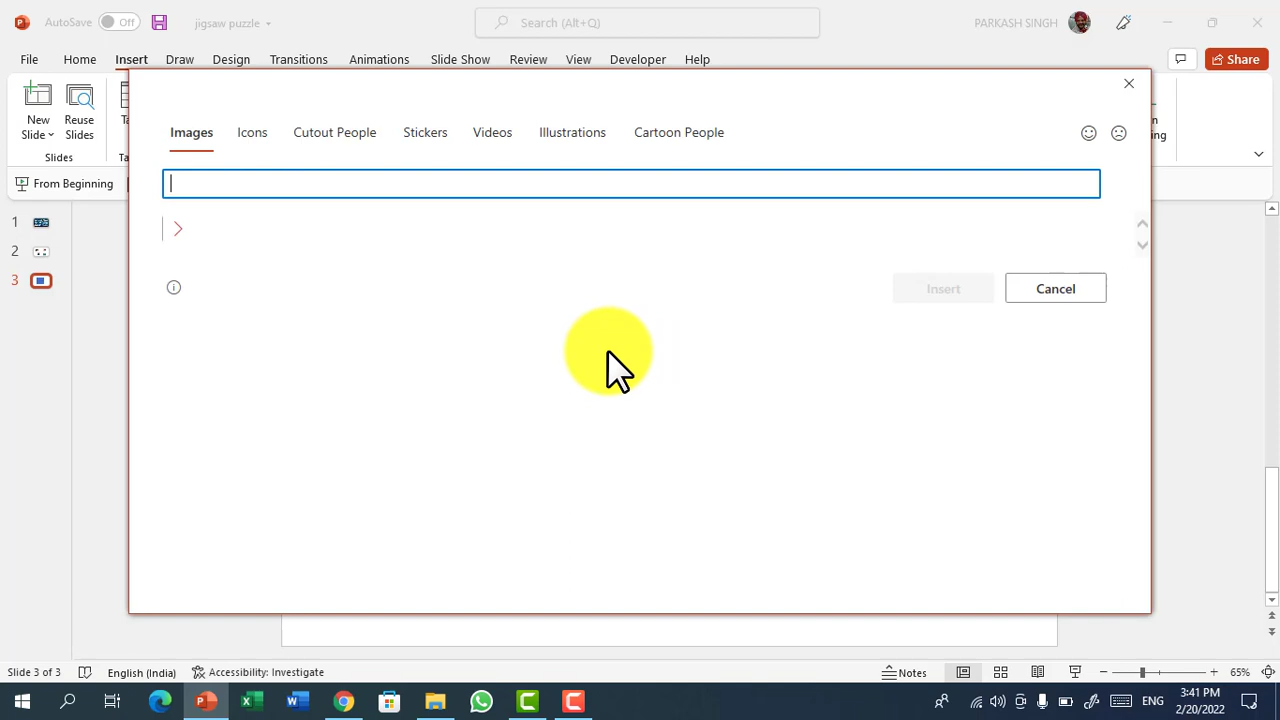 AutoSave Off jigsaw puzzle Search (Alt+Q) PARKASH SINGH
File Home Insert Draw Design Transitions Animations Slide Show Review View Developer Help Share
New Slide
Reuse Slides
Slides
From Beginning
Images Icons Cutout People Stickers Videos Illustrations Cartoon People
Insert Cancel
1
2
3
Slide 3 of 3 English (India) Accessibility: Investigate Notes 65%
ENG 3:41 PM
2/20/2022